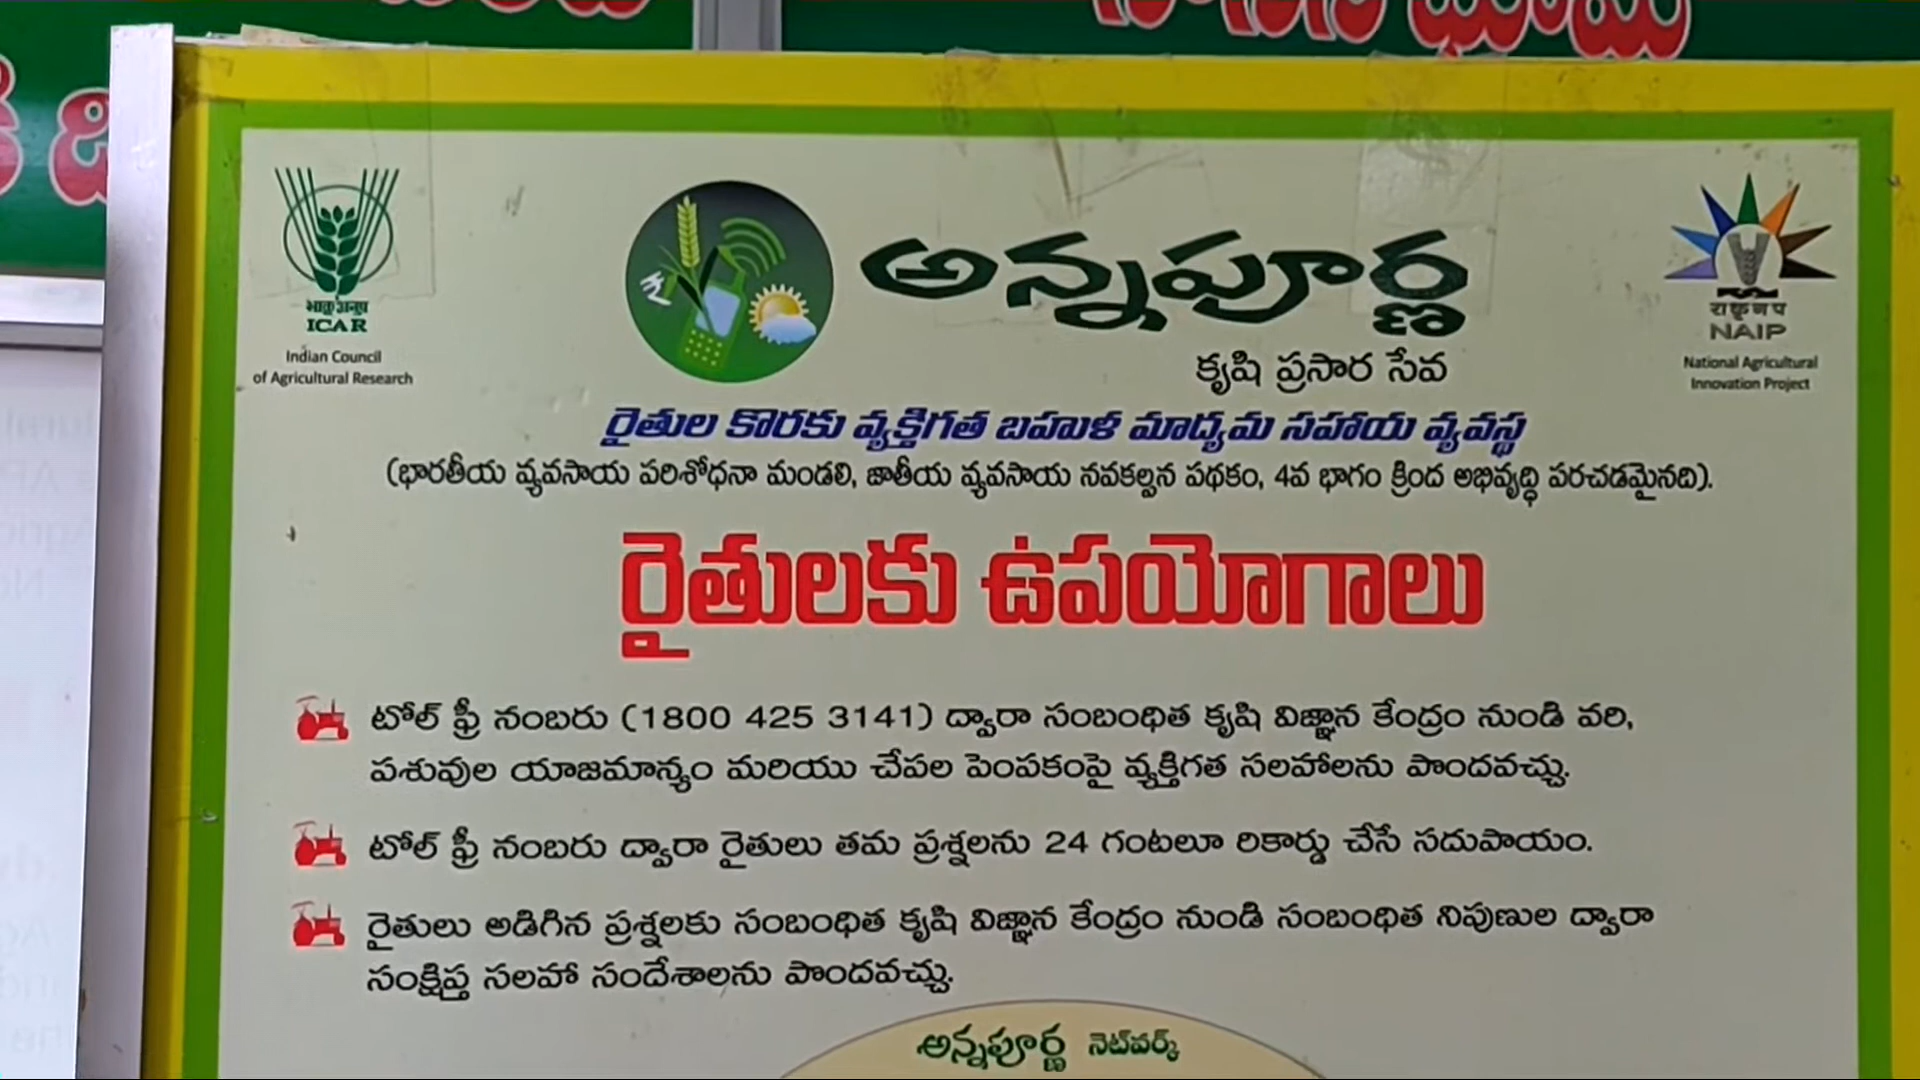 భాకृఅను­ప
ICAR
Indian Council
of Agricultural Research
అన్నపూర్ణ
కృషి ప్రసార సేవ
राकृनप
NAIP
National Agricultural
Innovation Project
రైతుల కొరకు వ్యక్తిగత బహుళ మాధ్యమ సహాయ వ్యవస్థ
(భారతీయ వ్యవసాయ పరిశోధనా మండలి, జాతీయ వ్యవసాయ నవకల్పన పథకం, 4వ భాగం క్రింద అభివృద్ధి పరచడమైనది).
రైతులకు ఉపయోగాలు
టోల్ ఫ్రీ నంబరు (1800 425 3141) ద్వారా సంబంధిత కృషి విజ్ఞాన కేంద్రం నుండి వరి,
పశువుల యాజమాన్యం మరియు చేపల పెంపకంపై వ్యక్తిగత సలహాలను పొందవచ్చు.
టోల్ ఫ్రీ నంబరు ద్వారా రైతులు తమ ప్రశ్నలను 24 గంటలూ రికార్డు చేసే సదుపాయం.
రైతులు అడిగిన ప్రశ్నలకు సంబంధిత కృషి విజ్ఞాన కేంద్రం నుండి సంబంధిత నిపుణుల ద్వారా
సంక్షిప్త సలహా సందేశాలను పొందవచ్చు.
అన్నపూర్ణ నెట్‌వర్క్